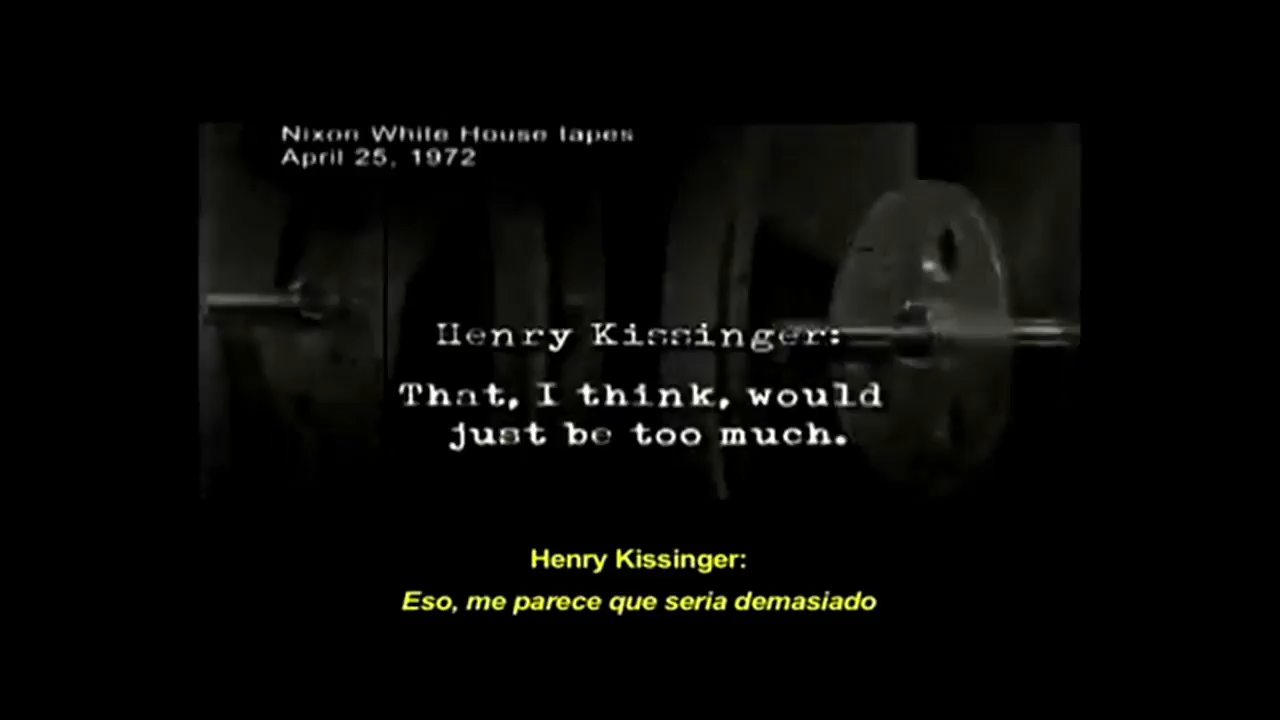 Nixon White House tapes
April 25, 1972
Henry Kissinger:
That, I think, would
just be too much.
Henry Kissinger:
Eso, me parece que seria demasiado